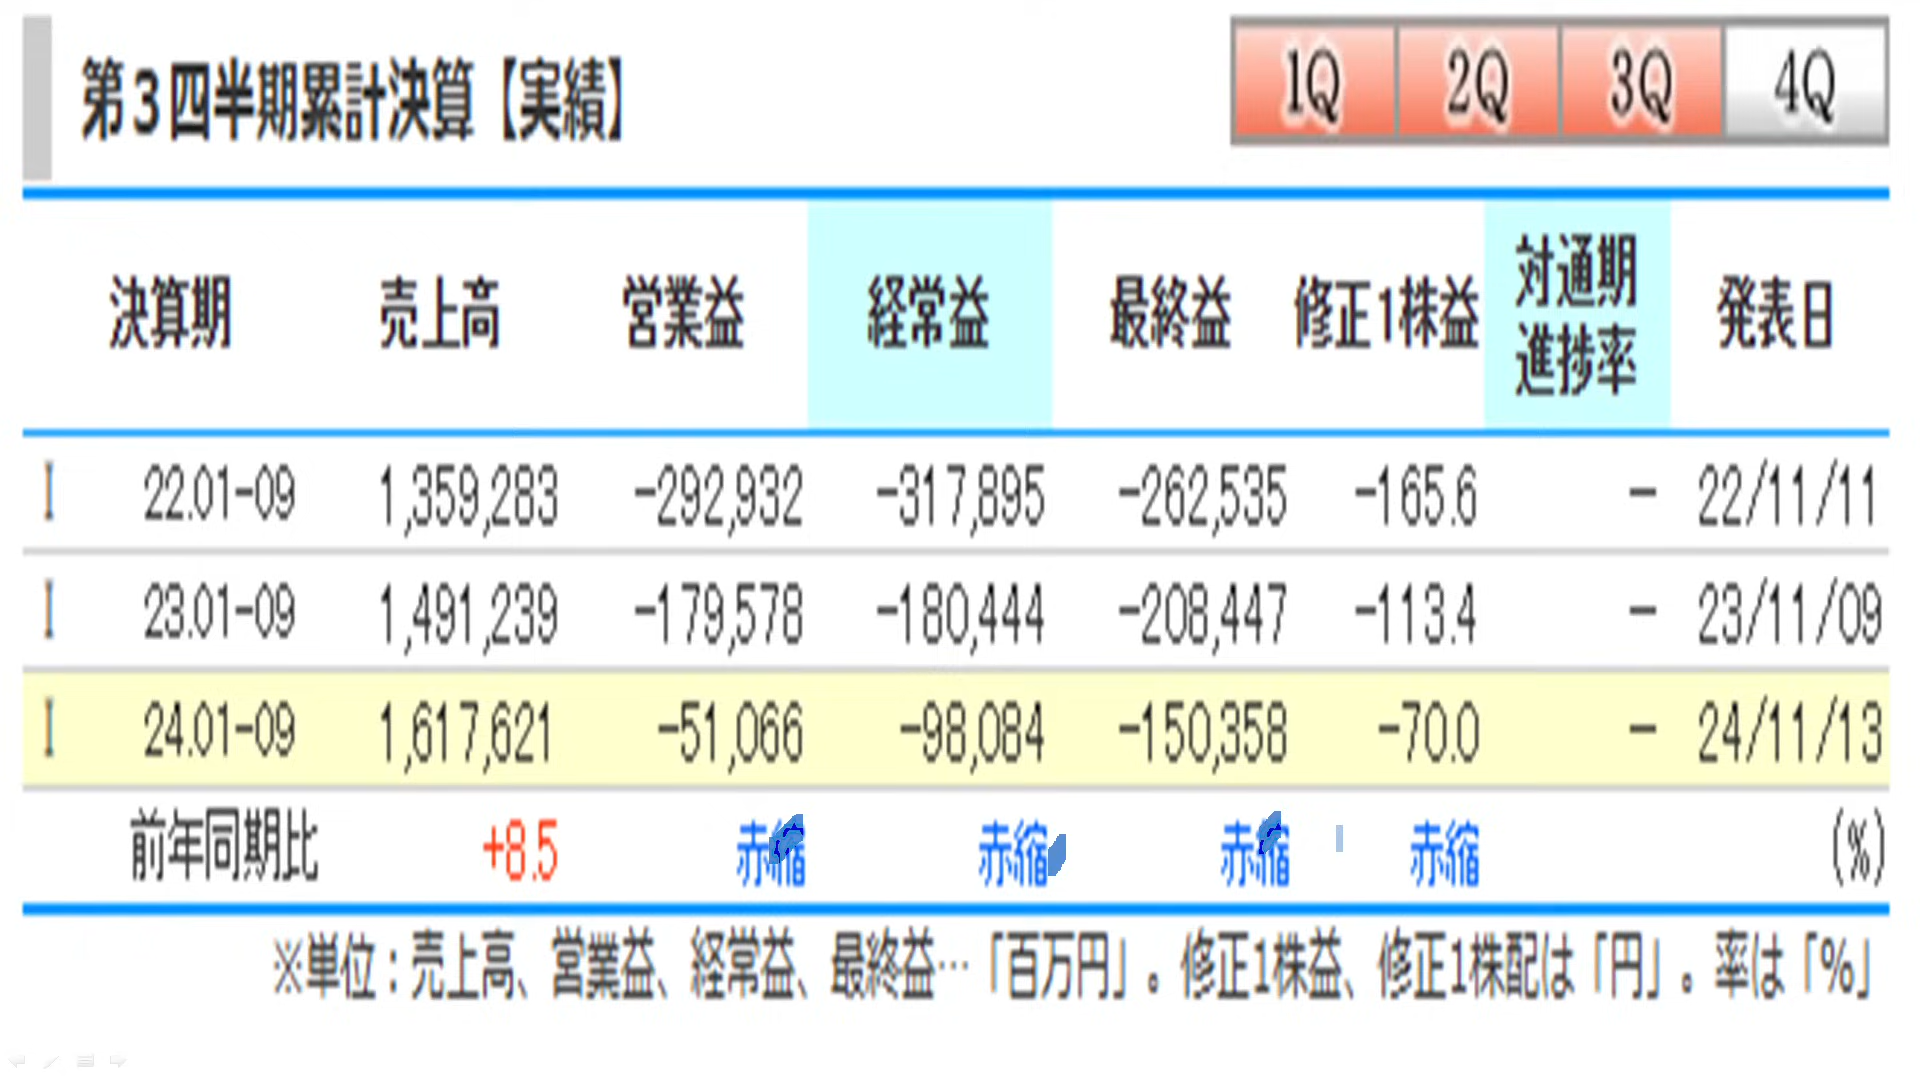 第３四半期累計決算【実績】
1Q 2Q 3Q 4Q
決算期 売上高 営業益 経常益 最終益 修正1株益 対通期進捗率 発表日
I 22.01-09 1,359,283 -292,932 -317,895 -262,535 -165.6 - 22/11/11
I 23.01-09 1,491,239 -179,578 -180,444 -208,447 -113.4 - 23/11/09
I 24.01-09 1,617,621 -51,066 -98,084 -150,358 -70.0 - 24/11/13
前年同期比 +8.5 赤縮 赤縮 赤縮 赤縮 (%)
※単位：売上高、営業益、経常益、最終益…「百万円」。修正1株益、修正1株配は「円」。率は「%」